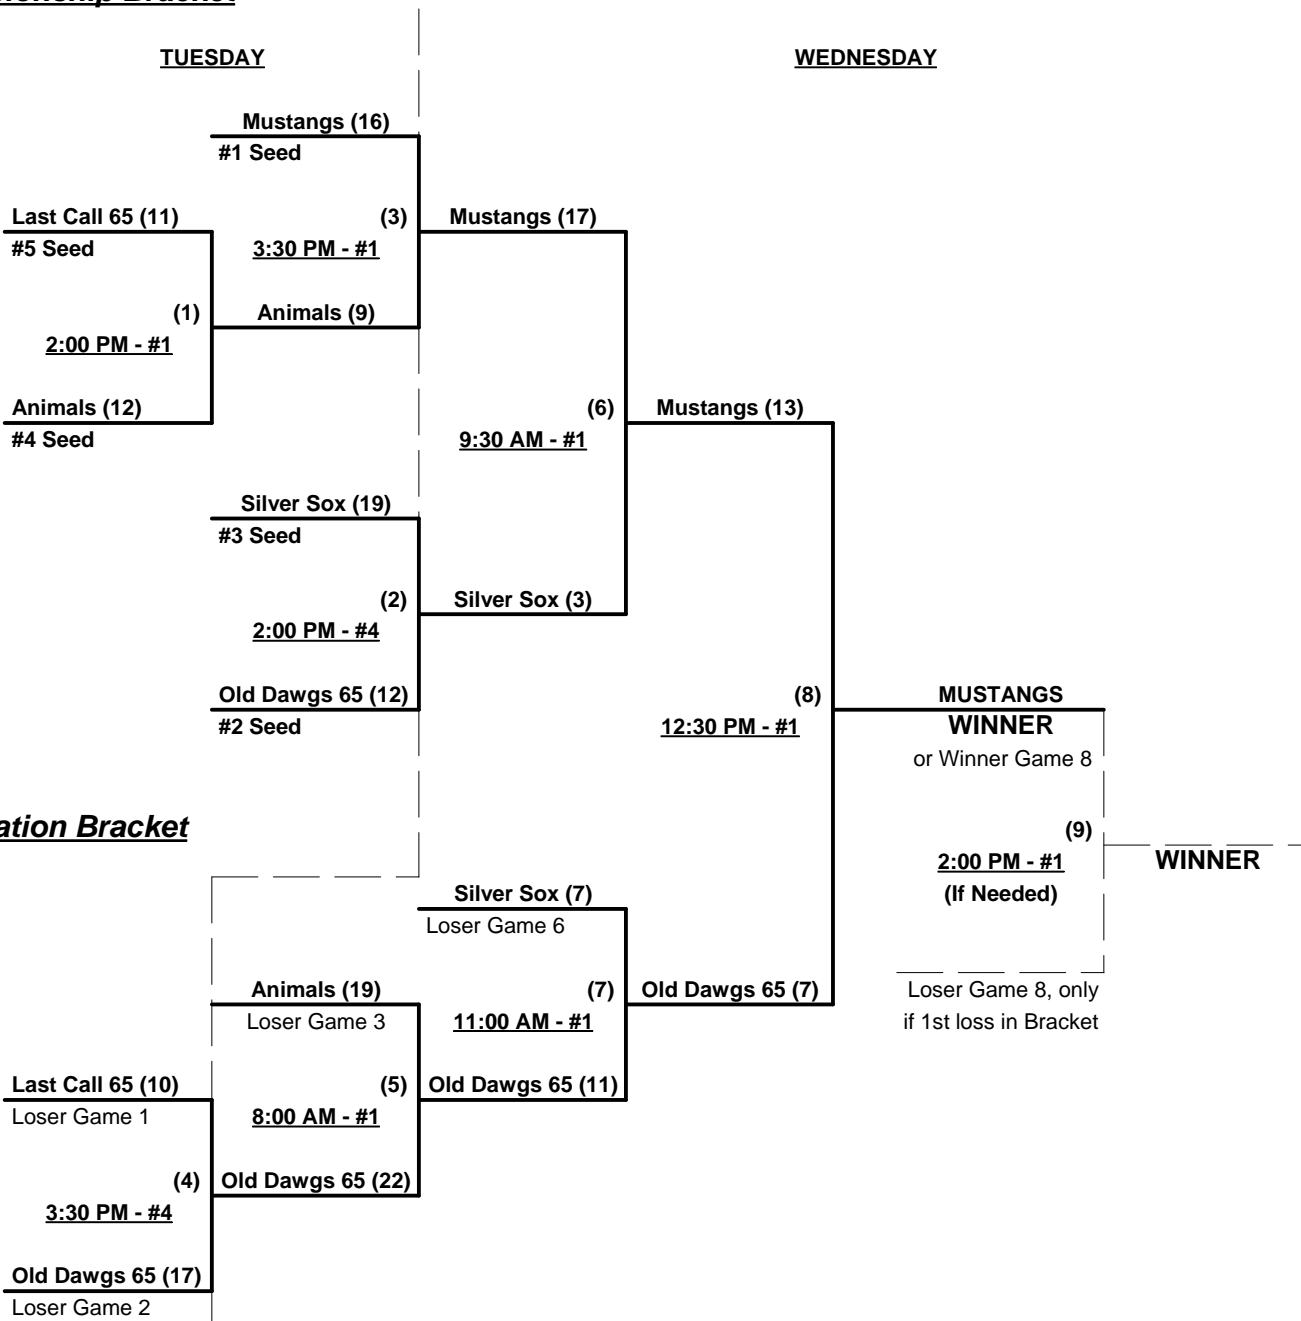 TUESDAY
WEDNESDAY
Mustangs (16)
#1 Seed
Last Call 65 (11)
(3)
Mustangs (17)
#5 Seed
3:30 PM - #1
(1)
Animals (9)
2:00 PM - #1
Animals (12)
(6)
Mustangs (13)
#4 Seed
9:30 AM - #1
Silver Sox (19)
#3 Seed
(2)
Silver Sox (3)
2:00 PM - #4
Old Dawgs 65 (12)
(8)
MUSTANGS
#2 Seed
12:30 PM - #1
WINNER
or Winner Game 8
Bracket
(9)
2:00 PM - #1
WINNER
(If Needed)
Silver Sox (7)
Loser Game 6
Animals (19)
(7)
Old Dawgs 65 (7)
Loser Game 8, only
Loser Game 3
11:00 AM - #1
if 1st loss in Bracket
Last Call 65 (10)
(5)
Old Dawgs 65 (11)
Loser Game 1
8:00 AM - #1
(4)
Old Dawgs 65 (22)
3:30 PM - #4
Old Dawgs 65 (17)
Loser Game 2